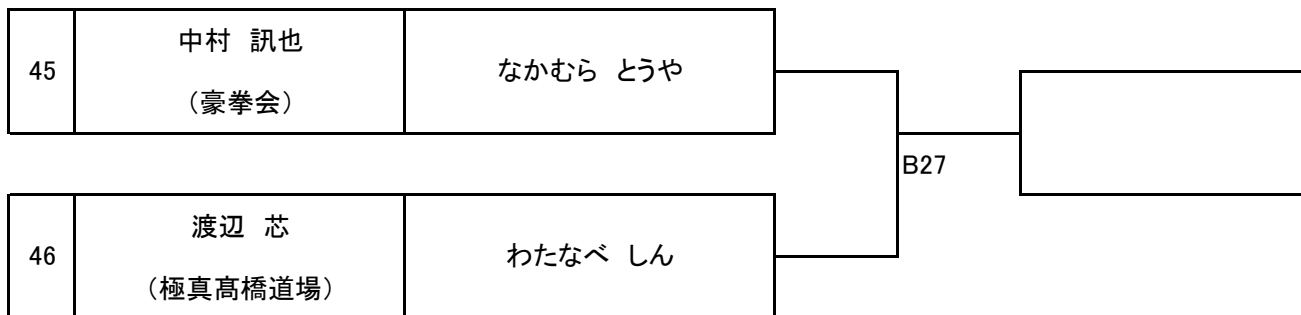 45
中村　訊也
（豪拳会）
なかむら　とうや
B27
46
渡辺　芯
（極真髙橋道場）
わたなべ　しん